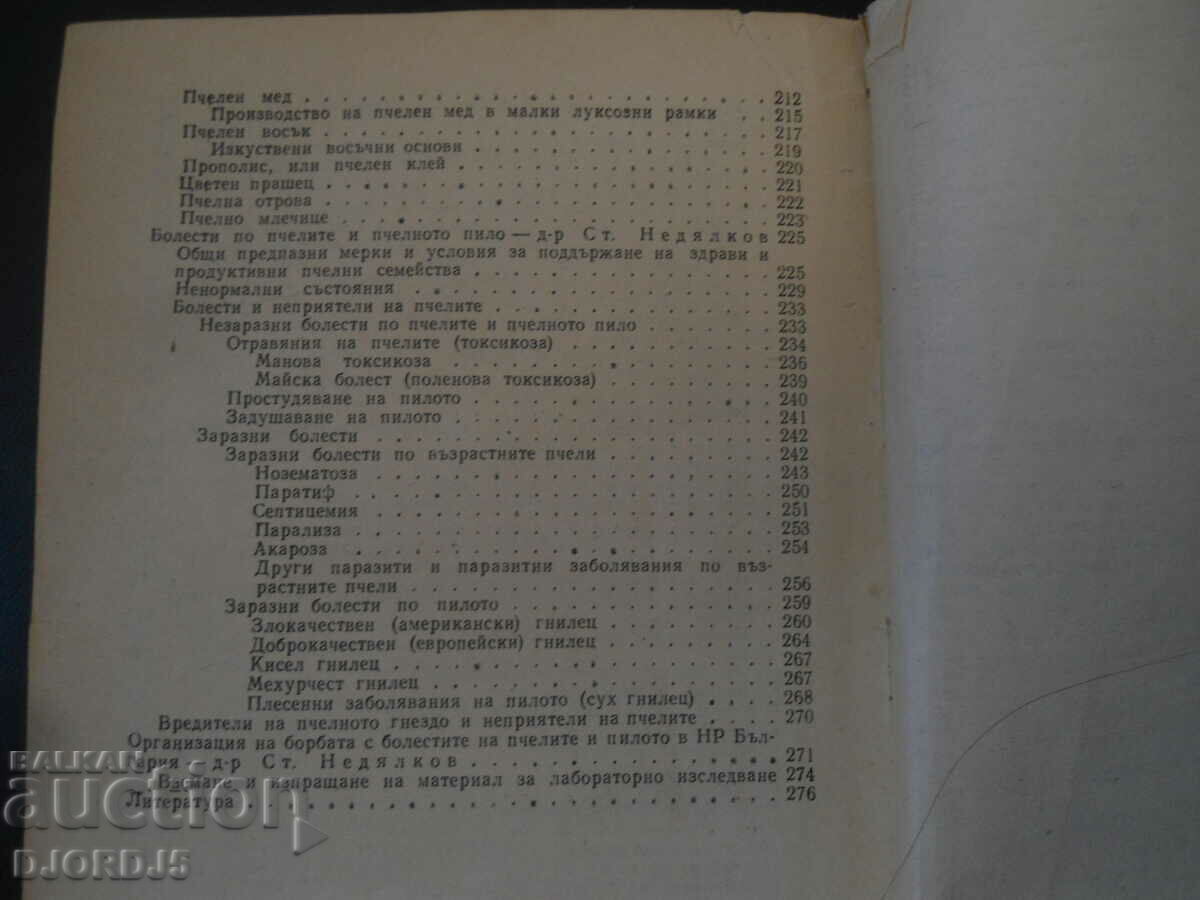 Пчелен мед . . . . . . . . . . . . . . . . . . . . . . . . 212
Производство на пчелен мед в малки луксозни рамки . . 215
Пчелен восък . . . . . . . . . . . . . . . . . . . . . . . 217
Изкуствени восъчни основи . . . . . . . . . . . . . . . . 219
Прополис, или пчелен клей . . . . . . . . . . . . . . . . 220
Цветен прашец . . . . . . . . . . . . . . . . . . . . . . 221
Пчелна отрова . . . . . . . . . . . . . . . . . . . . . . 222
Пчелно млечице . . . . . . . . . . . . . . . . . . . . . . 223
Болести по пчелите и пчелното пило — д-р Ст. Недялков 225
Общи предпазни мерки и условия за поддържане на здрави и
продуктивни пчелни семейства . . . . . . . . . . . . . . . 225
Ненормални състояния . . . . . . . . . . . . . . . . . . . 229
Болести и неприятели на пчелите . . . . . . . . . . . . . 233
Незаразни болести по пчелите и пчелното пило . . . . . . . 233
Отравяния на пчелите (токсикоза) . . . . . . . . . . . . . 234
Манова токсикоза . . . . . . . . . . . . . . . . . . . . . 236
Майска болест (поленова токсикоза) . . . . . . . . . . . . 239
Простудяване на пилото . . . . . . . . . . . . . . . . . . 240
Задушаване на пилото . . . . . . . . . . . . . . . . . . . 241
Заразни болести . . . . . . . . . . . . . . . . . . . . . 242
Заразни болести по възрастните пчели . . . . . . . . . . . 242
Нозематоза . . . . . . . . . . . . . . . . . . . . . . . . 243
Паратиф . . . . . . . . . . . . . . . . . . . . . . . . . 250
Септицемия . . . . . . . . . . . . . . . . . . . . . . . . 251
Парализа . . . . . . . . . . . . . . . . . . . . . . . . . 253
Акароза . . . . . . . . . . . . . . . . . . . . . . . . . 254
Други паразити и паразитни заболявания по въз-
растните пчели . . . . . . . . . . . . . . . . . . . . . . 256
Заразни болести по пилото . . . . . . . . . . . . . . . . 259
Злокачествен (американски) гнилец . . . . . . . . . . . . 260
Доброкачествен (европейски) гнилец . . . . . . . . . . . . 264
Кисел гнилец . . . . . . . . . . . . . . . . . . . . . . . 267
Мехурчест гнилец . . . . . . . . . . . . . . . . . . . . . 267
Плесенни заболявания на пилото (сух гнилец) . . . . . . . 268
Вредители на пчелното гнездо и неприятели на пчелите . . . 270
Организация на борбата с болестите на пчелите и пилото в НР Бъл-
гария — д-р Ст. Недялков . . . . . . . . . . . . . . . . . 271
Вземане и изпращане на материал за лабораторно изследване 274
Литература . . . . . . . . . . . . . . . . . . . . . . . . 276
BALKAN
auction
DJORDJ5